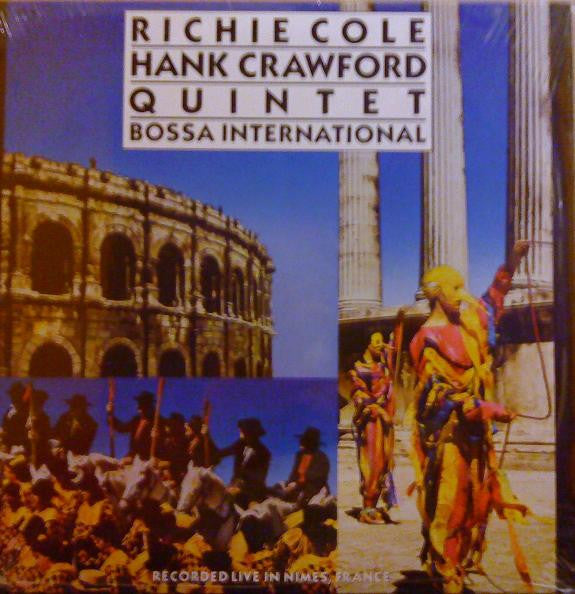 RICHIE COLE
HANK CRAWFORD
QUINTET
BOSSA INTERNATIONAL
RECORDED LIVE IN NIMES, FRANCE